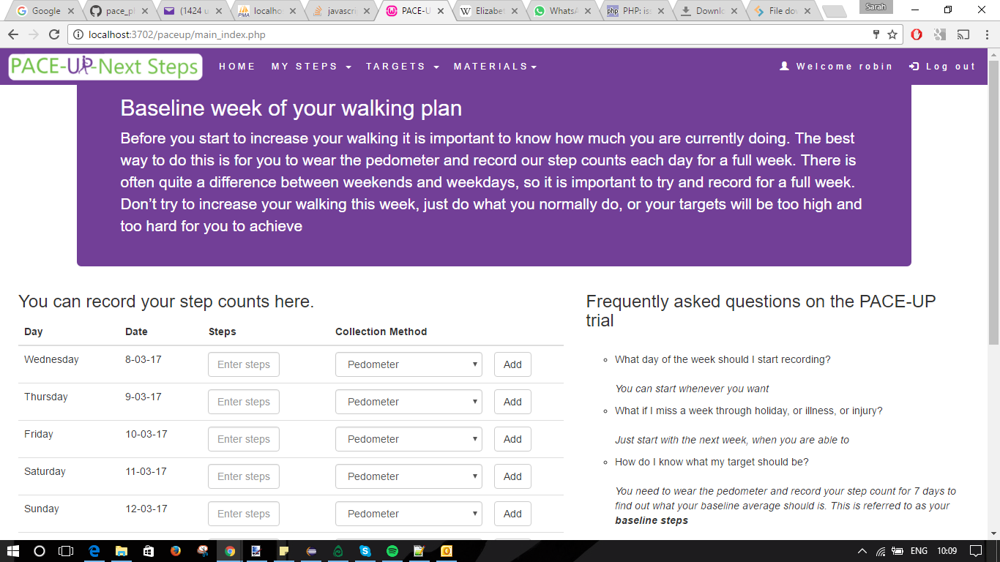 Google
pace_pl
(1424 u
localho
javascri
PACE-U
Elizabet
WhatsA
PHP: iss
Downlo
File dov
Sarah
localhost:3702/paceup/main_index.php
PACE-UP-Next Steps
HOME MY STEPS TARGETS MATERIALS Welcome robin Log out
Baseline week of your walking plan
Before you start to increase your walking it is important to know how much you are currently doing. The best
way to do this is for you to wear the pedometer and record our step counts each day for a full week. There is
often quite a difference between weekends and weekdays, so it is important to try and record for a full week.
Don’t try to increase your walking this week, just do what you normally do, or your targets will be too high and
too hard for you to achieve
You can record your step counts here.
Day Date Steps Collection Method
Wednesday 8-03-17 Enter steps Pedometer Add
Thursday 9-03-17 Enter steps Pedometer Add
Friday 10-03-17 Enter steps Pedometer Add
Saturday 11-03-17 Enter steps Pedometer Add
Sunday 12-03-17 Enter steps Pedometer Add
Frequently asked questions on the PACE-UP
trial
What day of the week should I start recording?
You can start whenever you want
What if I miss a week through holiday, or illness, or injury?
Just start with the next week, when you are able to
How do I know what my target should be?
You need to wear the pedometer and record your step count for 7 days to
find out what your baseline average should is. This is referred to as your
baseline steps
ENG 10:09